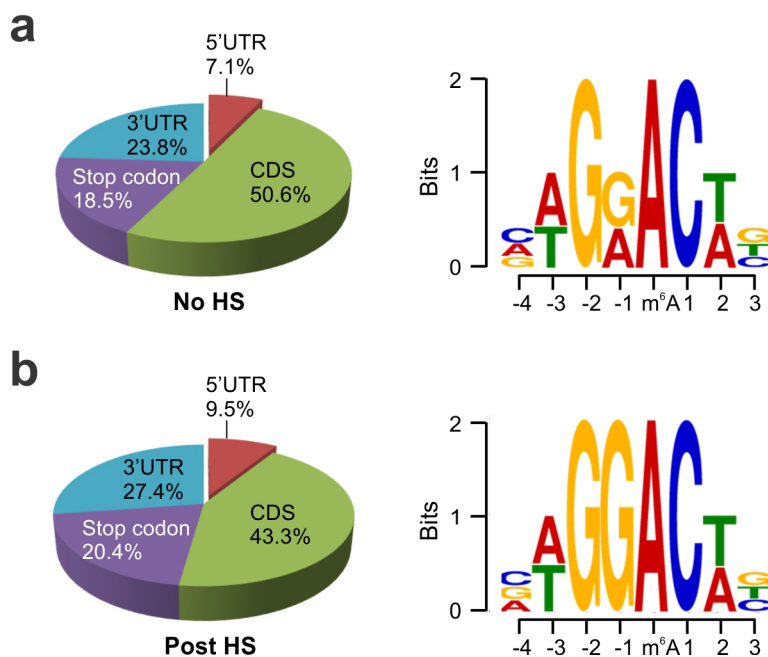 a
5’UTR
7.1%
3’UTR
23.8%
CDS
50.6%
Stop codon
18.5%
No HS
Bits
2
1
0
C A G
A T
G
G A
A
C
T A
G T C
-4 -3 -2 -1 m⁶A 1 2 3
b
5’UTR
9.5%
3’UTR
27.4%
CDS
43.3%
Stop codon
20.4%
Post HS
Bits
2
1
0
C G A
A T
G
G
A
C
T A
G T C
-4 -3 -2 -1 m⁶A 1 2 3